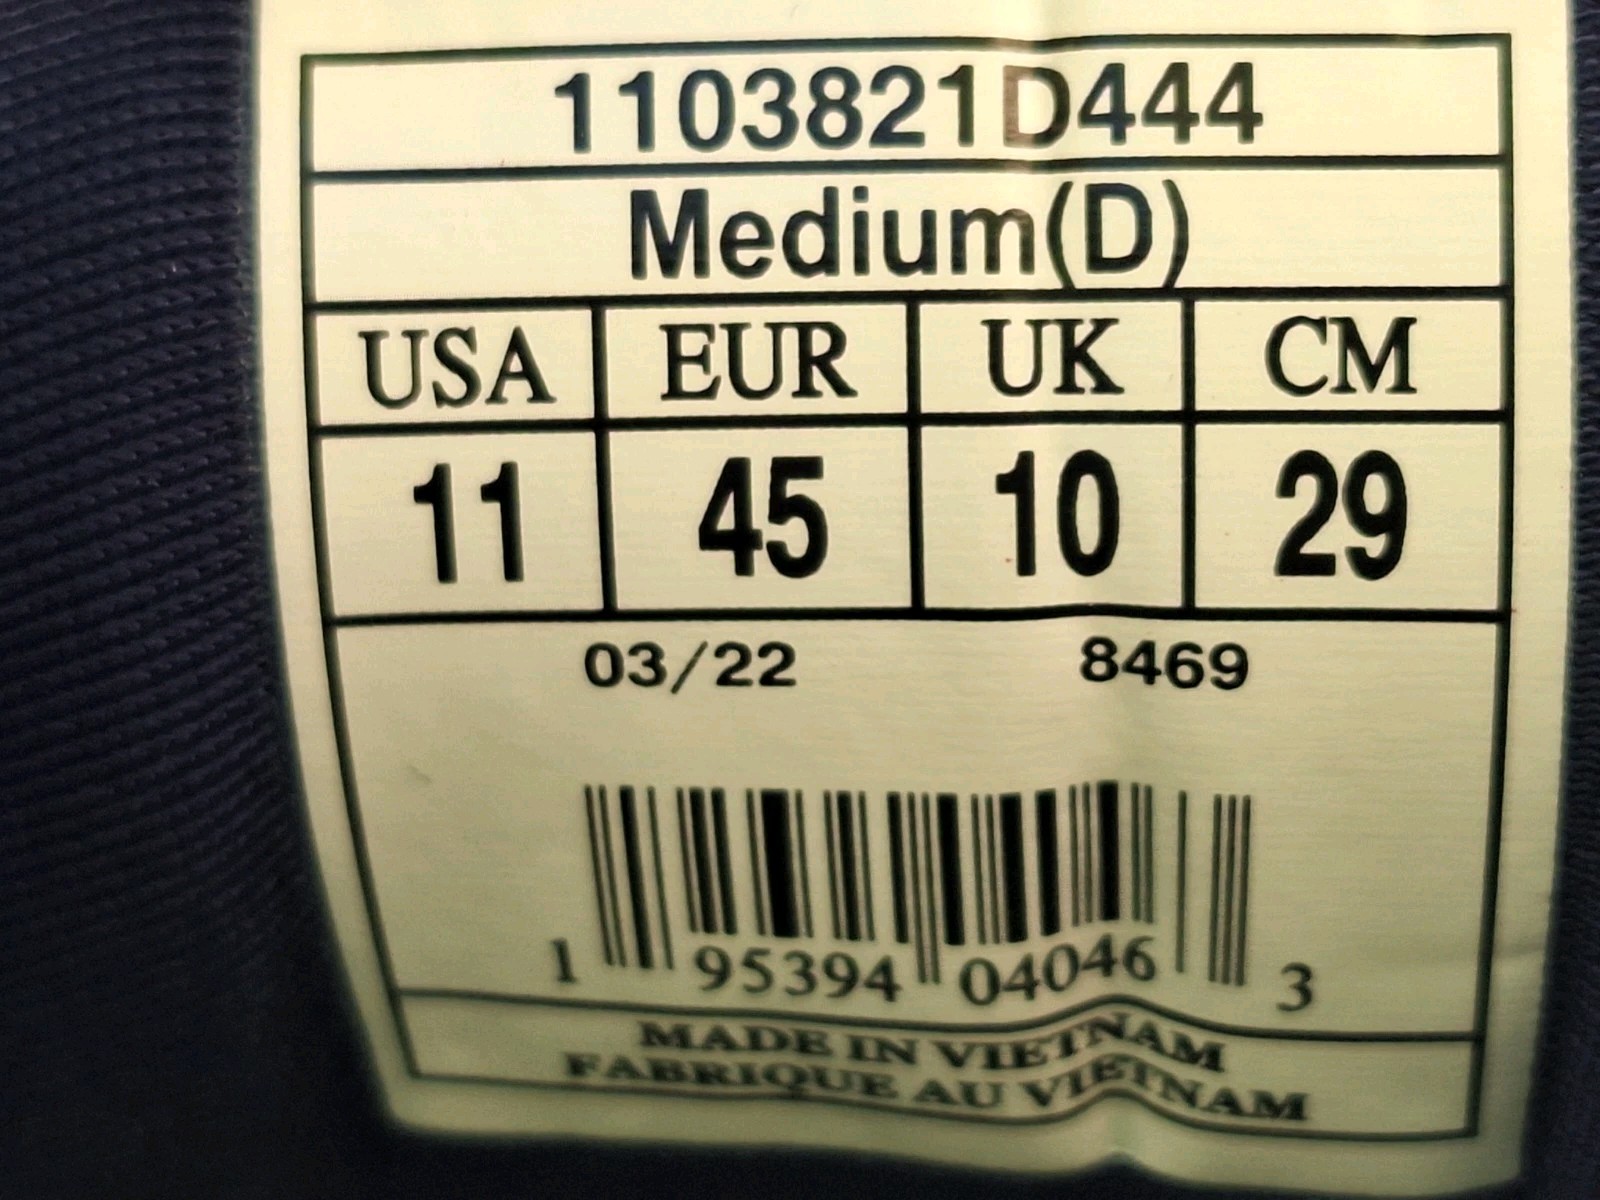 1103821D444
Medium(D)
USA EUR UK CM
11 45 10 29
03/22 8469
1 95394 04046 3
MADE IN VIETNAM
FABRIQUE AU VIETNAM